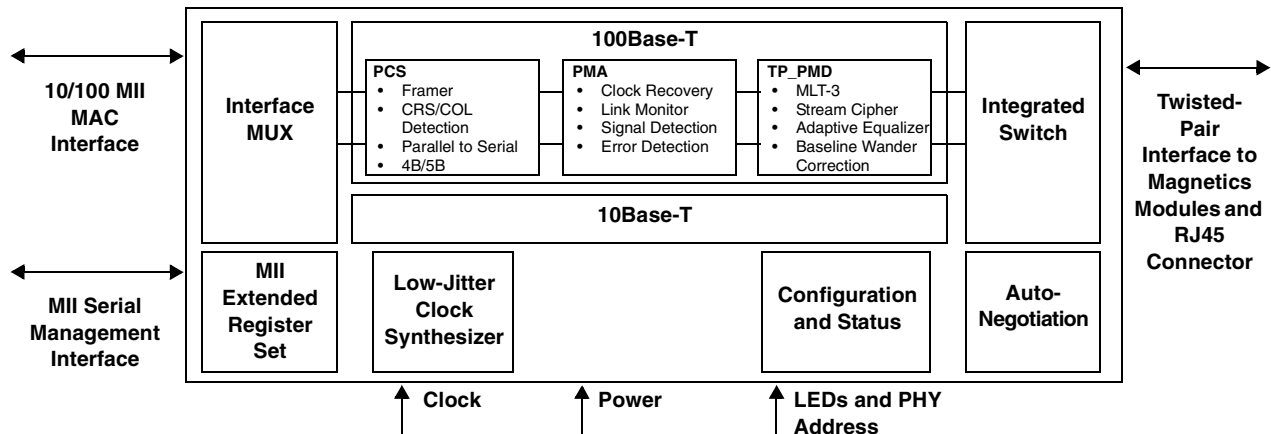 10/100 MII
MAC
Interface
MII Serial
Management
Interface
Interface
MUX
100Base-T
PCS
• Framer
• CRS/COL
Detection
• Parallel to Serial
• 4B/5B
PMA
• Clock Recovery
• Link Monitor
• Signal Detection
• Error Detection
TP_PMD
• MLT-3
• Stream Cipher
• Adaptive Equalizer
• Baseline Wander
Correction
10Base-T
Integrated
Switch
MII
Extended
Register
Set
Low-Jitter
Clock
Synthesizer
Configuration
and Status
Auto-
Negotiation
Twisted-
Pair
Interface to
Magnetics
Modules and
RJ45
Connector
Clock
Power
LEDs and PHY
Address